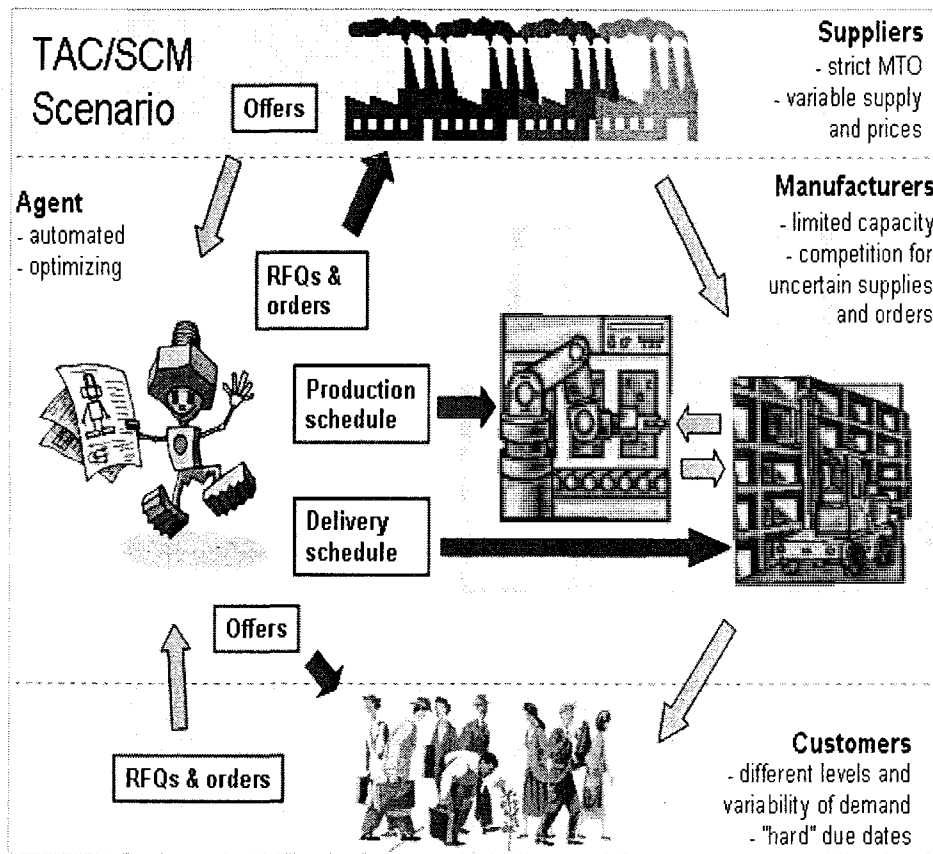 TAC/SCM
Scenario
Offers
Suppliers
- strict MTO
- variable supply
and prices
Agent
- automated
- optimizing
RFQs &
orders
Manufacturers
- limited capacity
- competition for
uncertain supplies
and orders
Production
schedule
Delivery
schedule
Offers
RFQs & orders
Customers
- different levels and
variability of demand
- "hard" due dates